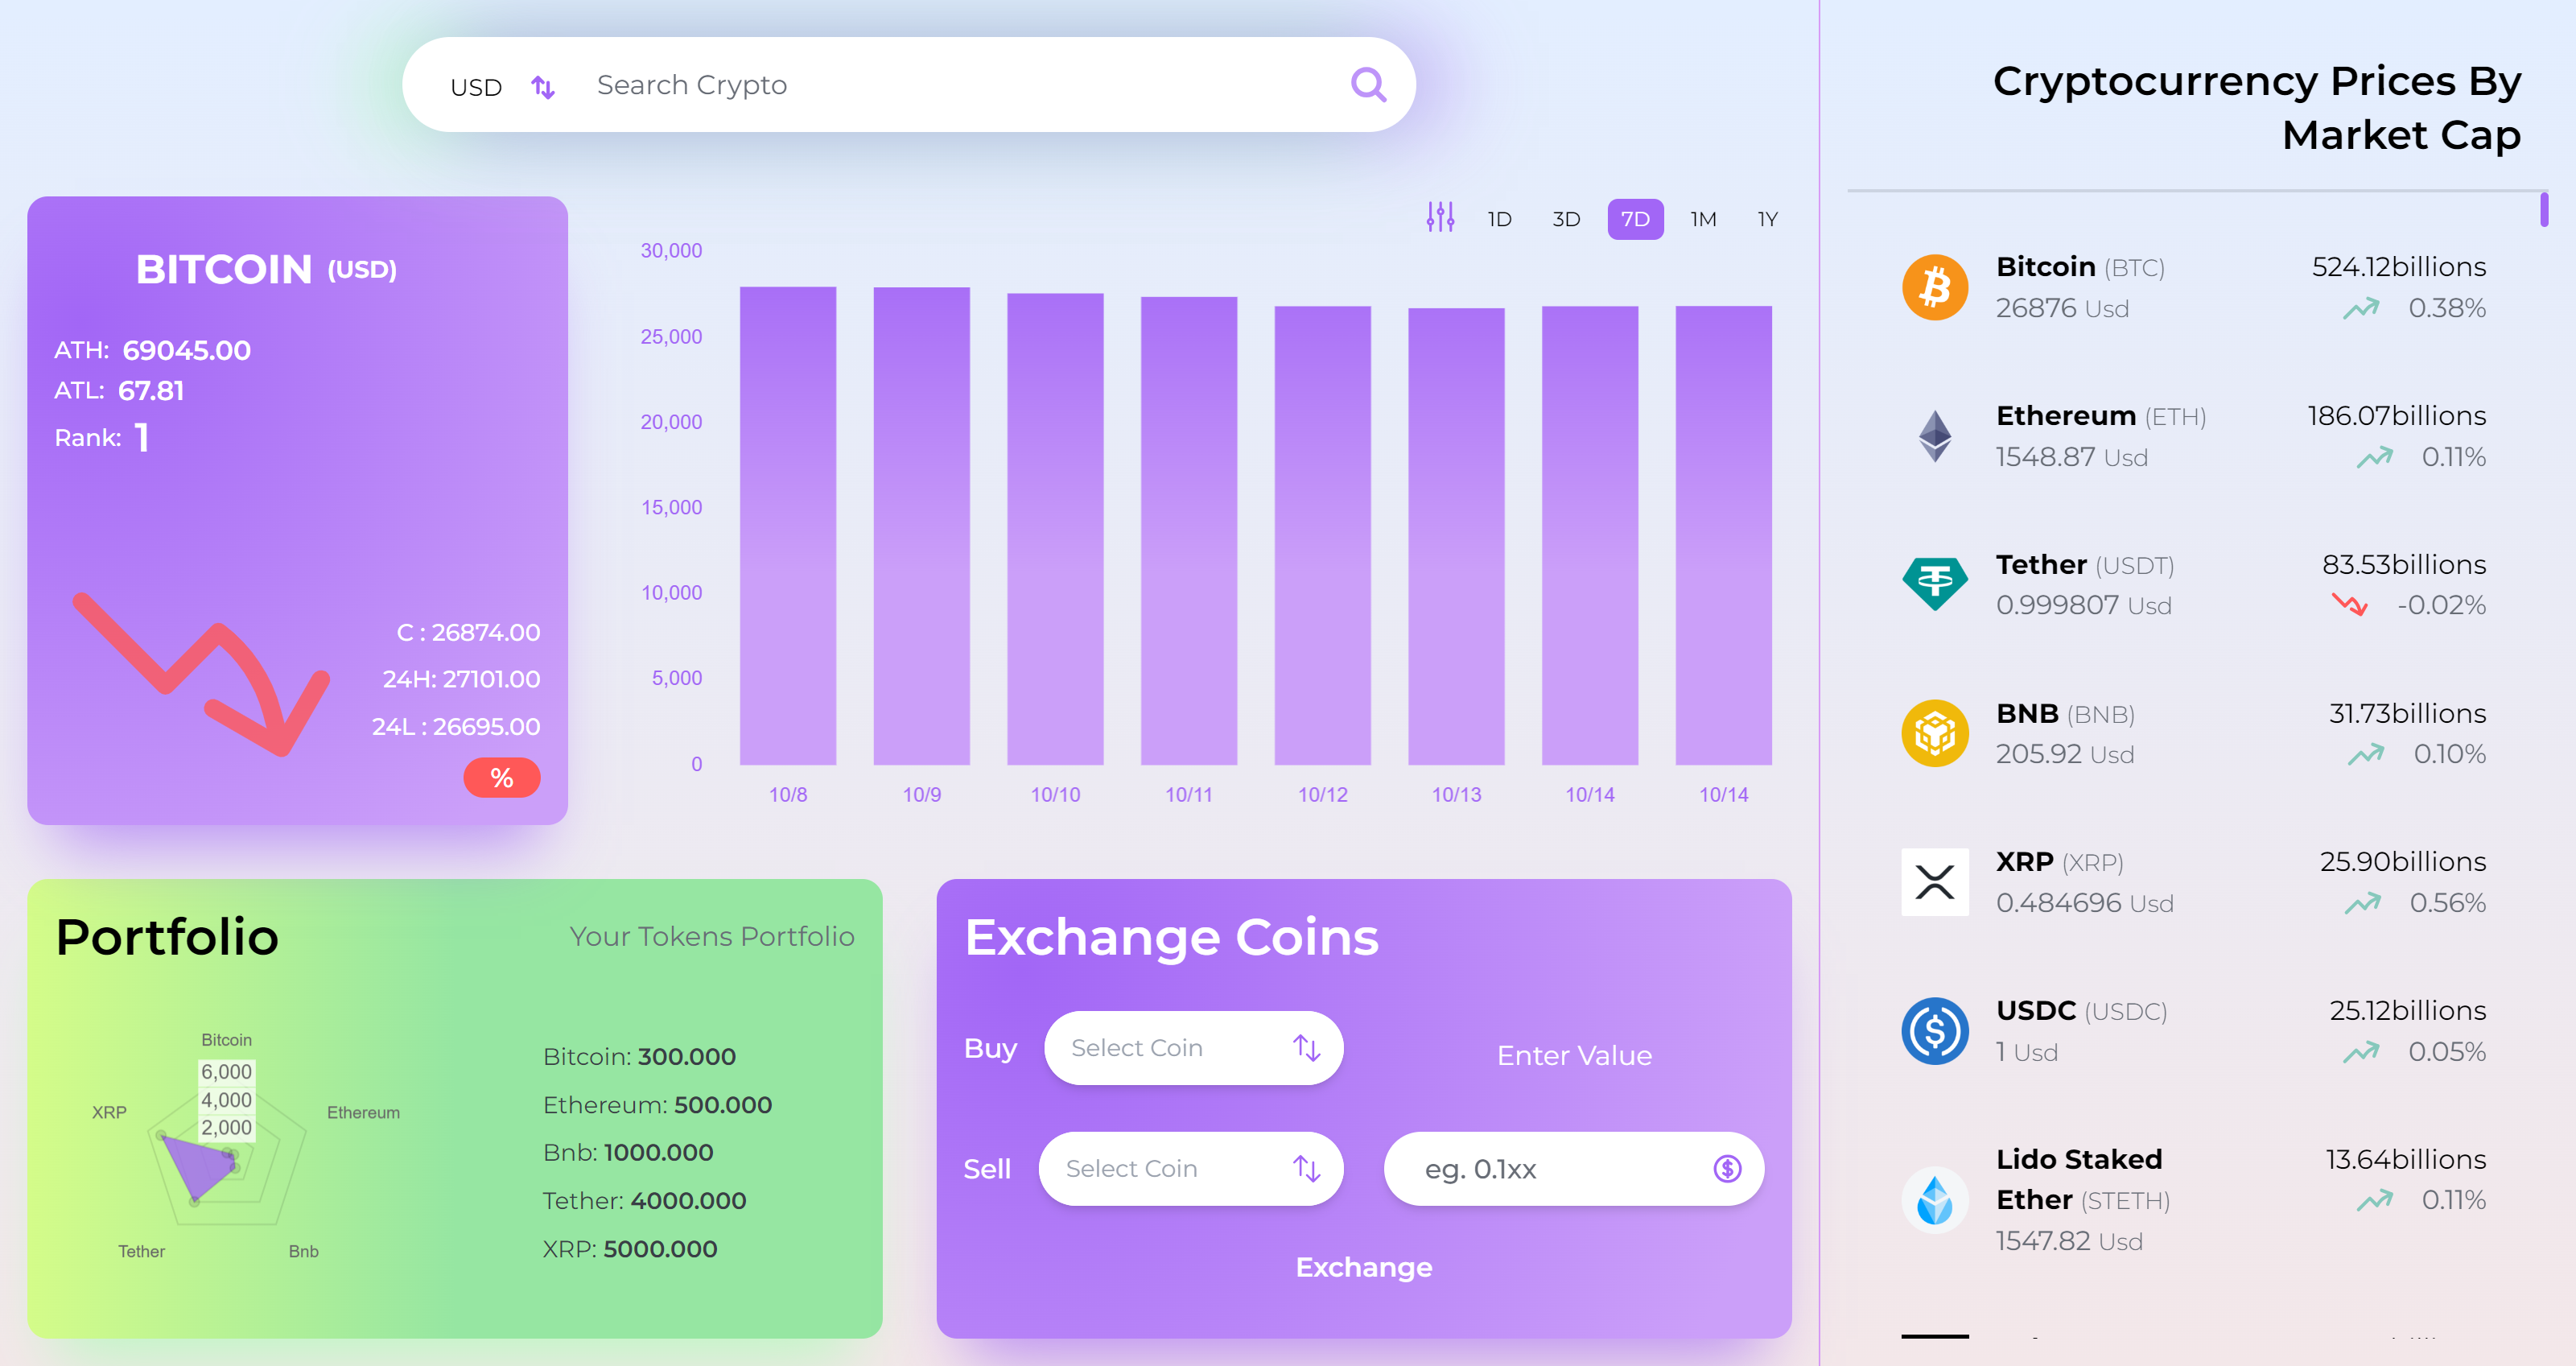 USD
Search Crypto
BITCOIN (USD)
ATH: 69045.00
ATL: 67.81
Rank: 1
C : 26874.00
24H: 27101.00
24L : 26695.00
%
1D 3D 7D 1M 1Y
30,000
25,000
20,000
15,000
10,000
5,000
0
10/8 10/9 10/10 10/11 10/12 10/13 10/14 10/14
Portfolio
Your Tokens Portfolio
Bitcoin
6,000
4,000
2,000
XRP
Ethereum
Tether
Bnb
Bitcoin: 300.000
Ethereum: 500.000
Bnb: 1000.000
Tether: 4000.000
XRP: 5000.000
Exchange Coins
Buy
Select Coin
Enter Value
Sell
Select Coin
eg. 0.1xx
Exchange
Cryptocurrency Prices By
Market Cap
Bitcoin (BTC) 524.12billions
26876 Usd 0.38%
Ethereum (ETH) 186.07billions
1548.87 Usd 0.11%
Tether (USDT) 83.53billions
0.999807 Usd -0.02%
BNB (BNB) 31.73billions
205.92 Usd 0.10%
XRP (XRP) 25.90billions
0.484696 Usd 0.56%
USDC (USDC) 25.12billions
1 Usd 0.05%
Lido Staked 13.64billions
Ether (STETH) 0.11%
1547.82 Usd